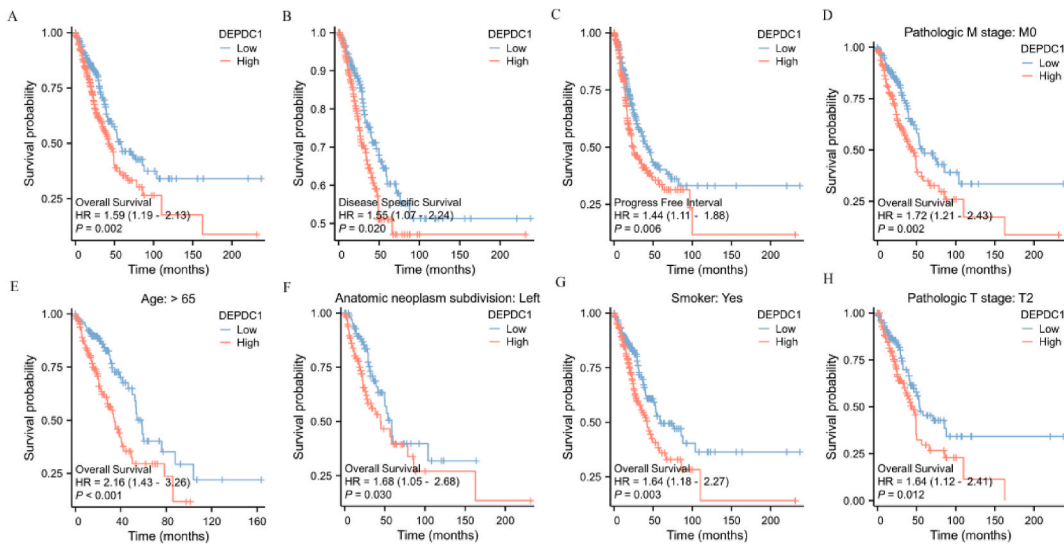 A
DEPDC1
Low
High
1.00
0.75
0.50
0.25
Survival probability
Overall Survival
HR = 1.59 (1.19 - 2.13)
P = 0.002
0 50 100 150 200
Time (months)
B
DEPDC1
Low
High
1.0
0.9
0.8
0.7
0.6
0.5
Survival probability
Disease Specific Survival
HR = 1.55 (1.07 - 2.24)
P = 0.020
0 50 100 150 200
Time (months)
C
DEPDC1
Low
High
1.00
0.75
0.50
0.25
Survival probability
Progress Free Interval
HR = 1.44 (1.11 - 1.88)
P = 0.006
0 50 100 150 200
Time (months)
D
Pathologic M stage: M0
DEPDC1
Low
High
1.00
0.75
0.50
0.25
Survival probability
Overall Survival
HR = 1.72 (1.21 - 2.43)
P = 0.002
0 50 100 150 200
Time (months)
E
Age: > 65
DEPDC1
Low
High
1.00
0.75
0.50
0.25
Survival probability
Overall Survival
HR = 2.16 (1.43 - 3.26)
P < 0.001
0 40 80 120 160
Time (months)
F
Anatomic neoplasm subdivision: Left
DEPDC1
Low
High
1.00
0.75
0.50
0.25
Survival probability
Overall Survival
HR = 1.68 (1.05 - 2.68)
P = 0.030
0 50 100 150 200
Time (months)
G
Smoker: Yes
DEPDC1
Low
High
1.00
0.75
0.50
0.25
Survival probability
Overall Survival
HR = 1.64 (1.18 - 2.27)
P = 0.003
0 50 100 150 200
Time (months)
H
Pathologic T stage: T2
DEPDC1
Low
High
1.00
0.75
0.50
0.25
0.00
Survival probability
Overall Survival
HR = 1.64 (1.12 - 2.41)
P = 0.012
0 50 100 150 200
Time (months)